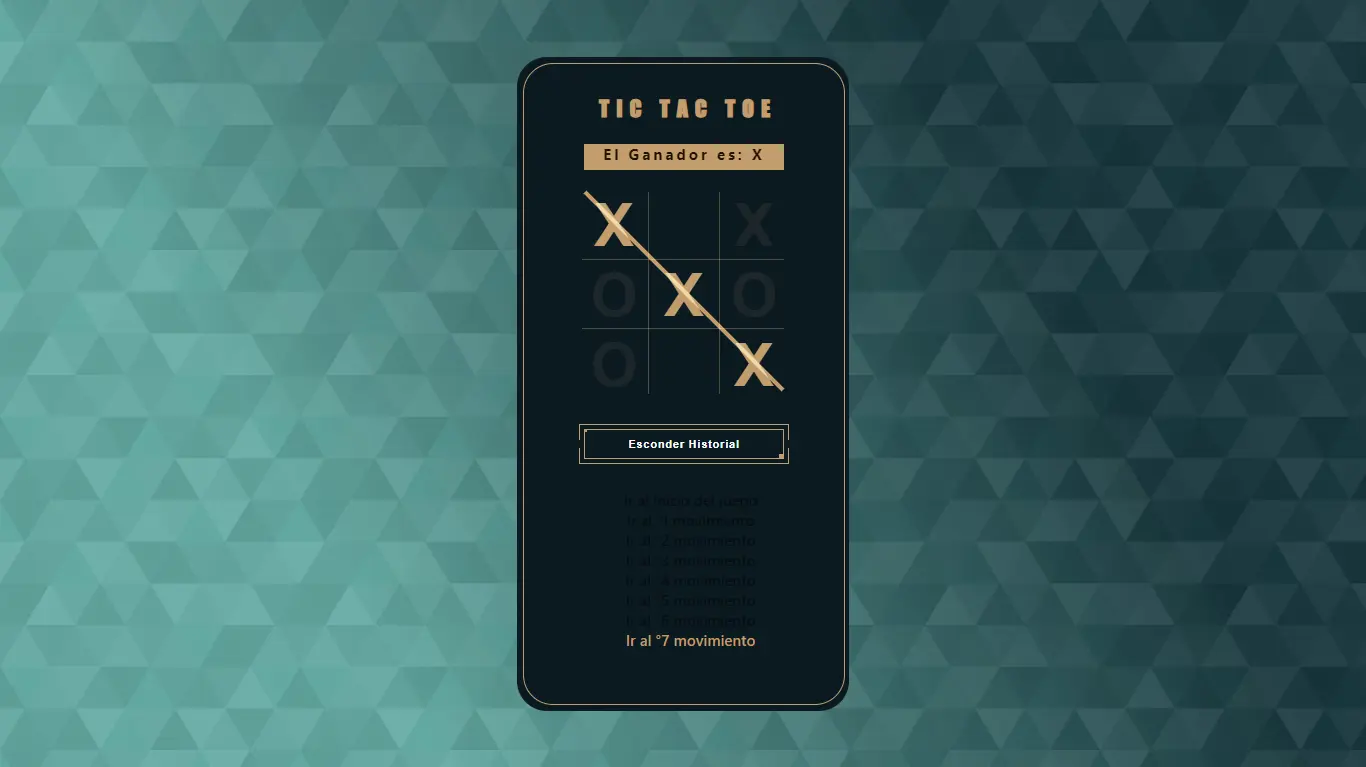 TIC TAC TOE
El Ganador es: X
X X
O X O
O X
Esconder Historial
Ir al inicio del juego
Ir al °1 movimiento
Ir al °2 movimiento
Ir al °3 movimiento
Ir al °4 movimiento
Ir al °5 movimiento
Ir al °6 movimiento
Ir al °7 movimiento